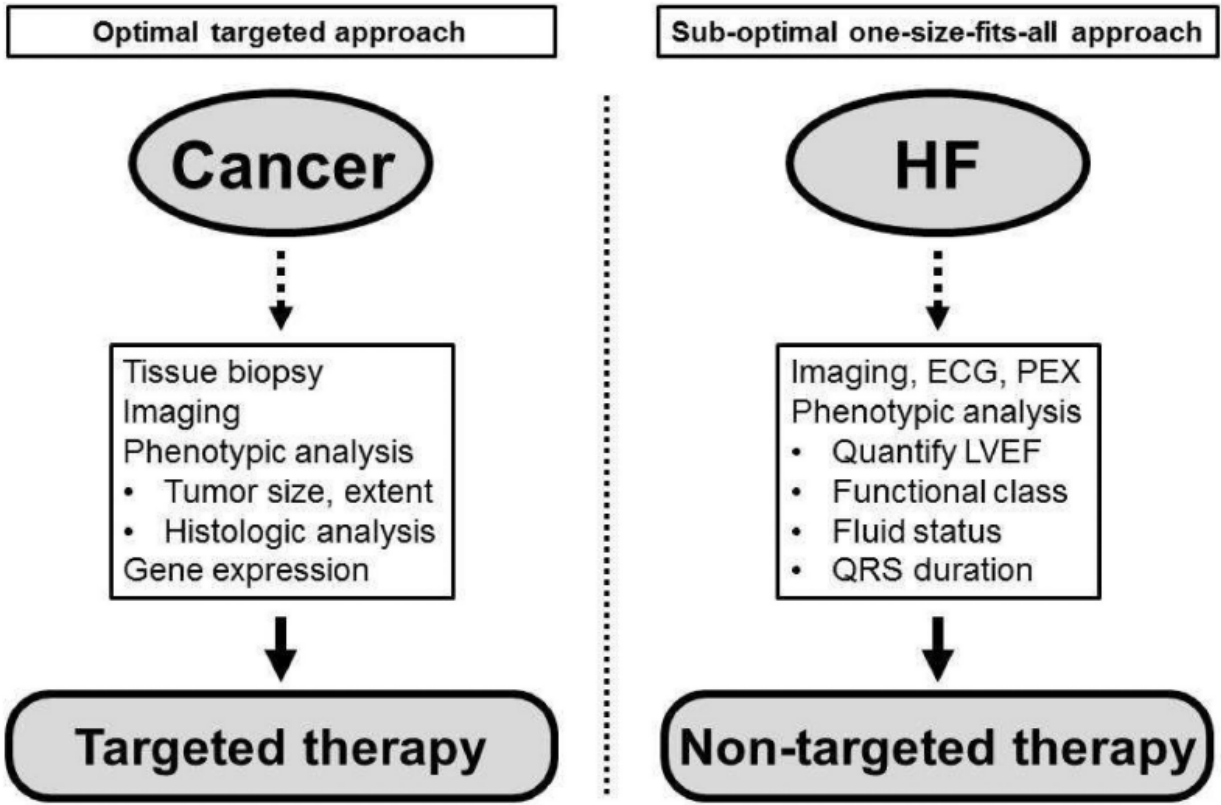 Optimal targeted approach
Cancer
Tissue biopsy
Imaging
Phenotypic analysis
• Tumor size, extent
• Histologic analysis
Gene expression
Targeted therapy
Sub-optimal one-size-fits-all approach
HF
Imaging, ECG, PEX
Phenotypic analysis
• Quantify LVEF
• Functional class
• Fluid status
• QRS duration
Non-targeted therapy